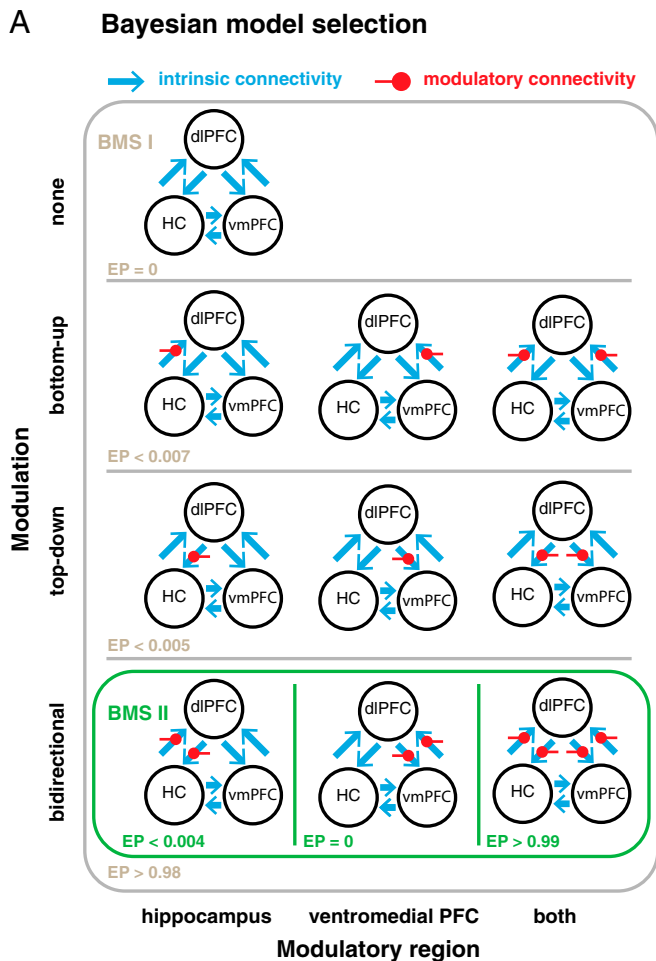 A Bayesian model selection
intrinsic connectivity modulatory connectivity
BMS I
dlPFC
HC vmPFC
none
EP = 0
dlPFC dlPFC dlPFC
HC vmPFC HC vmPFC HC vmPFC
bottom-up
EP < 0.007
Modulation
dlPFC dlPFC dlPFC
HC vmPFC HC vmPFC HC vmPFC
top-down
EP < 0.005
BMS II
dlPFC dlPFC dlPFC
HC vmPFC HC vmPFC HC vmPFC
bidirectional
EP < 0.004 EP = 0 EP > 0.99
EP > 0.98
hippocampus ventromedial PFC both
Modulatory region